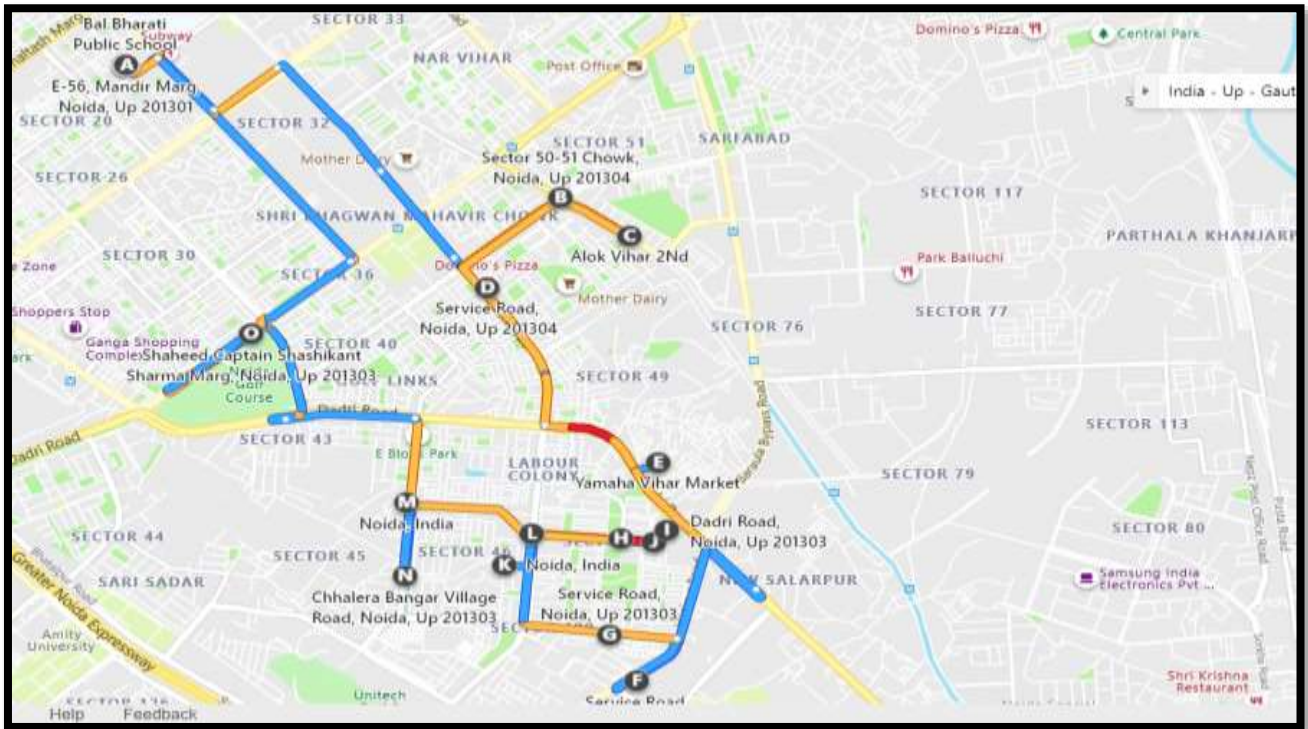 SECTOR 33
Bal Bharati
Public School
Subway
A
E-56, Mandir Marg,
Noida, Up 201301
NAR VIHAR
Post Office
Domino's Pizza
Central Park
India - Up - Gaut
SECTOR 20
SECTOR 32
SECTOR 51
SARFABAD
Mother Dairy
Sector 50-51 Chowk,
Noida, Up 201304
SECTOR 26
B
SECTOR 117
SHRI BHAGWAN MAHAVIR CHOWK
C
Alok Vihar 2Nd
PARTHALA KHANJARP
SECTOR 30
e Zone
SECTOR 36
Domino's Pizza
Park Balluchi
D
Service Road,
Noida, Up 201304
Mother Dairy
Shoppers Stop
SECTOR 77
SECTOR 76
O
Ganga Shopping
Complex
SECTOR 40
Shaheed Captain Shashikant
Sharma Marg, Noida, Up 201303
Golf
Course
LINKS
SECTOR 49
ark
Dadri Road
Dadri Road
SECTOR 43
E Block Park
SECTOR 113
Baraula Bypass Road
LABOUR
COLONY
E
Yamaha Vihar Market
SECTOR 79
M
Noida, India
L
H
J
I
Dadri Road,
Noida, Up 201303
SECTOR 80
SECTOR 44
SECTOR 45
SECTOR 46
K
Noida, India
SARI SADAR
N
Chhalera Bangar Village
Road, Noida, Up 201303
Service Road,
Noida, Up 201303
NEW SALARPUR
Samsung India
Electronics Pvt ...
G
Greater Noida Expressway
Amity
University
F
Service Road
Unitech
Shri Krishna
Restaurant
Help
Feedback